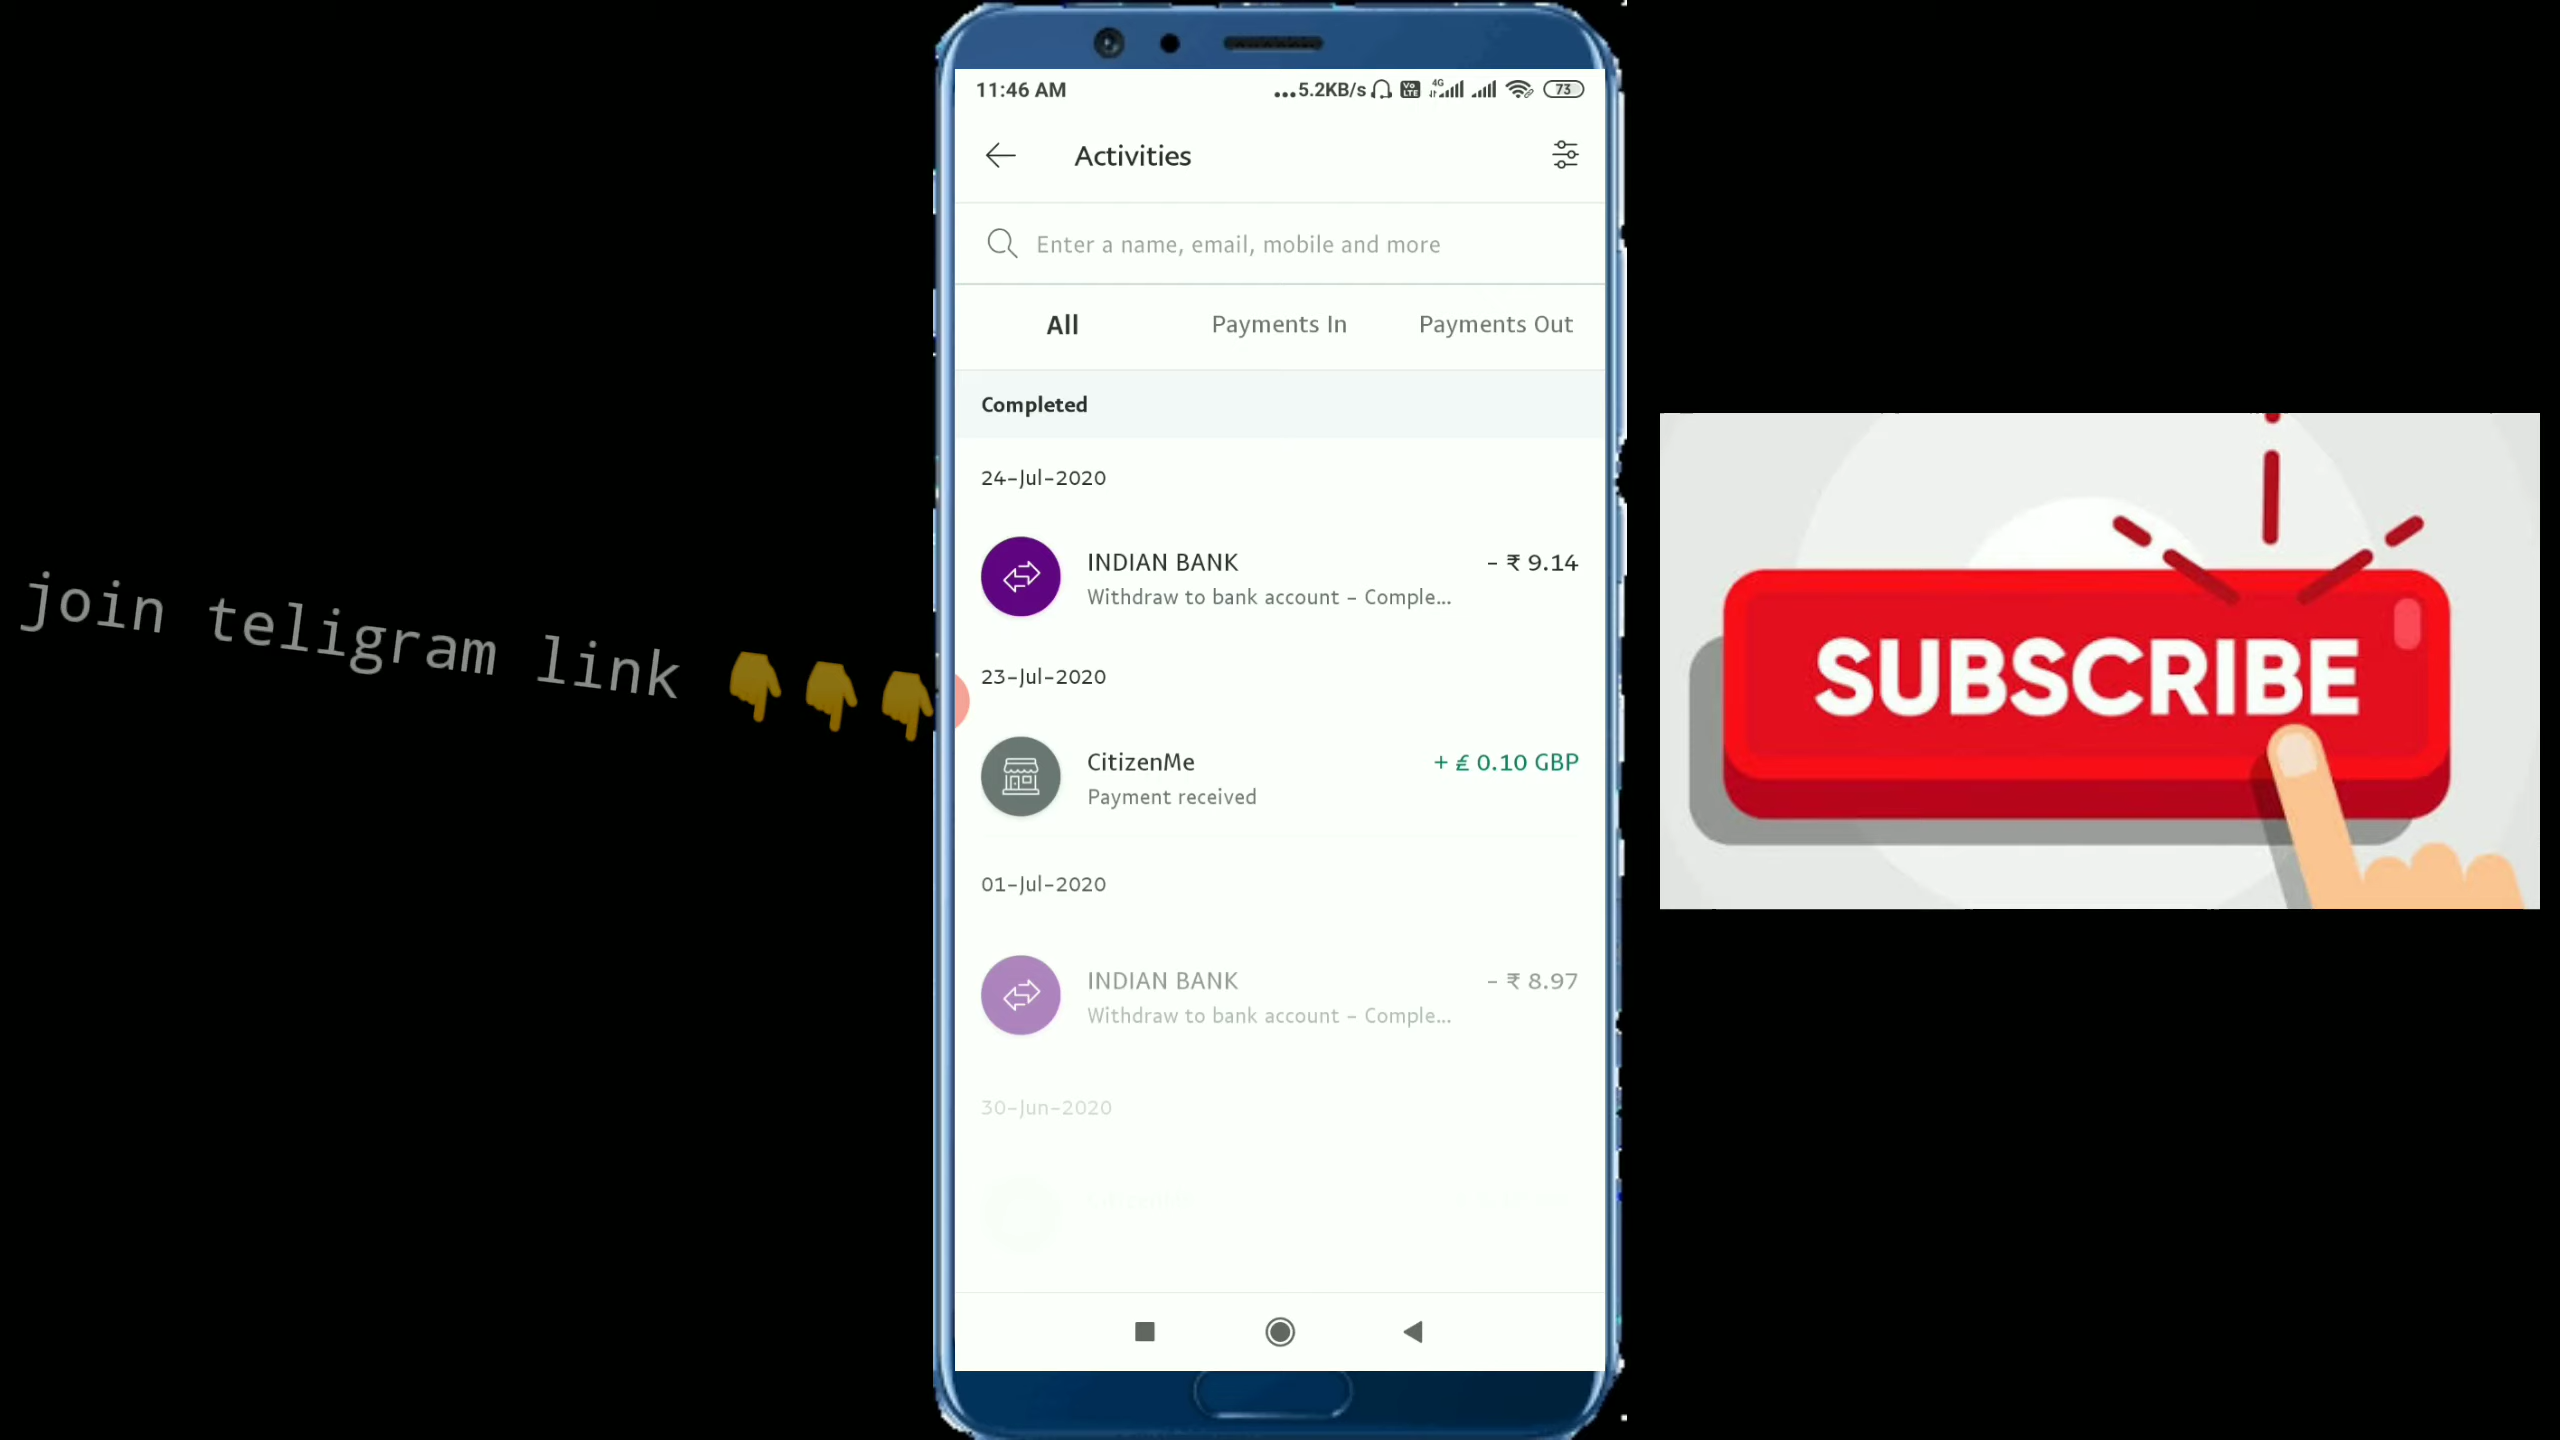 11:46 AM
...5.2KB/s
Vo LTE
4G
73
Activities
Enter a name, email, mobile and more
All
Payments In
Payments Out
Completed
24-Jul-2020
INDIAN BANK
- ₹ 9.14
Withdraw to bank account - Comple...
23-Jul-2020
CitizenMe
+ £ 0.10 GBP
Payment received
01-Jul-2020
INDIAN BANK
- ₹ 8.97
Withdraw to bank account - Comple...
30-Jun-2020
join teligram link 👇👇👇
SUBSCRIBE